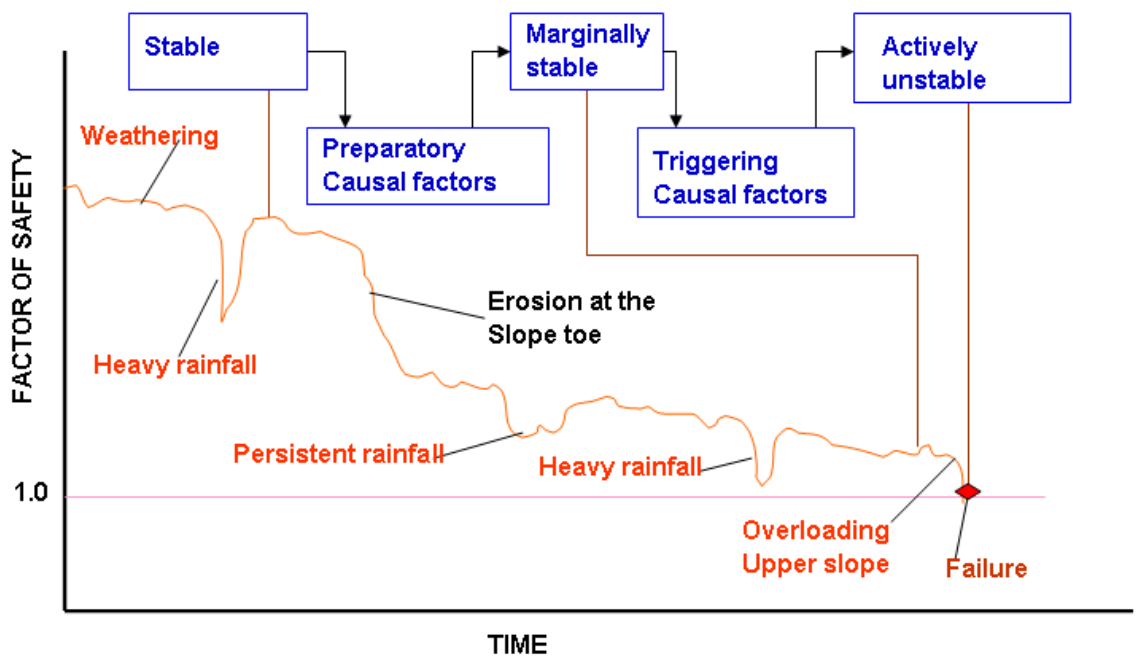 Stable
Marginally
stable
Actively
unstable
Preparatory
Causal factors
Triggering
Causal factors
Weathering
Heavy rainfall
Erosion at the
Slope toe
Persistent rainfall
Heavy rainfall
Overloading
Upper slope
Failure
1.0
FACTOR OF SAFETY
TIME